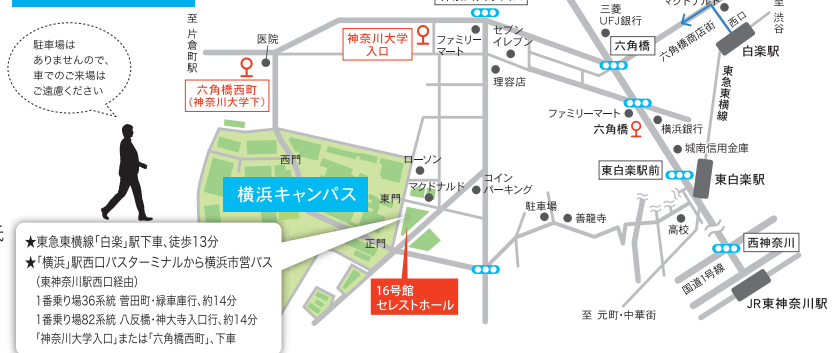 至 片倉町駅
医院
神奈川大学
入口
ファミリー
マート
セブン
イレブン
三菱
UFJ銀行
六角橋
マクドナルド
六角橋商店街
西口
至 渋谷
白楽駅
東急東横線
駐車場は
ありませんので、
車でのご来場は
ご遠慮ください
六角橋西町
(神奈川大学下)
理容店
ファミリーマート
六角橋
横浜銀行
城南信用金庫
東白楽駅前
東白楽駅
西門
横浜キャンパス
東門
正門
ローソン
マクドナルド
コイン
パーキング
駐車場
善龍寺
高校
西神奈川
国道1号線
JR東神奈川駅
至 元町・中華街
16号館
セレストホール
★東急東横線「白楽」駅下車、徒歩13分
★「横浜」駅西口バスターミナルから横浜市営バス
(東神奈川駅西口経由)
1番乗り場36系統 菅田町・緑車庫行、約14分
1番乗り場82系統 八反橋・神大寺入口行、約14分
「神奈川大学入口」または「六角橋西町」、下車